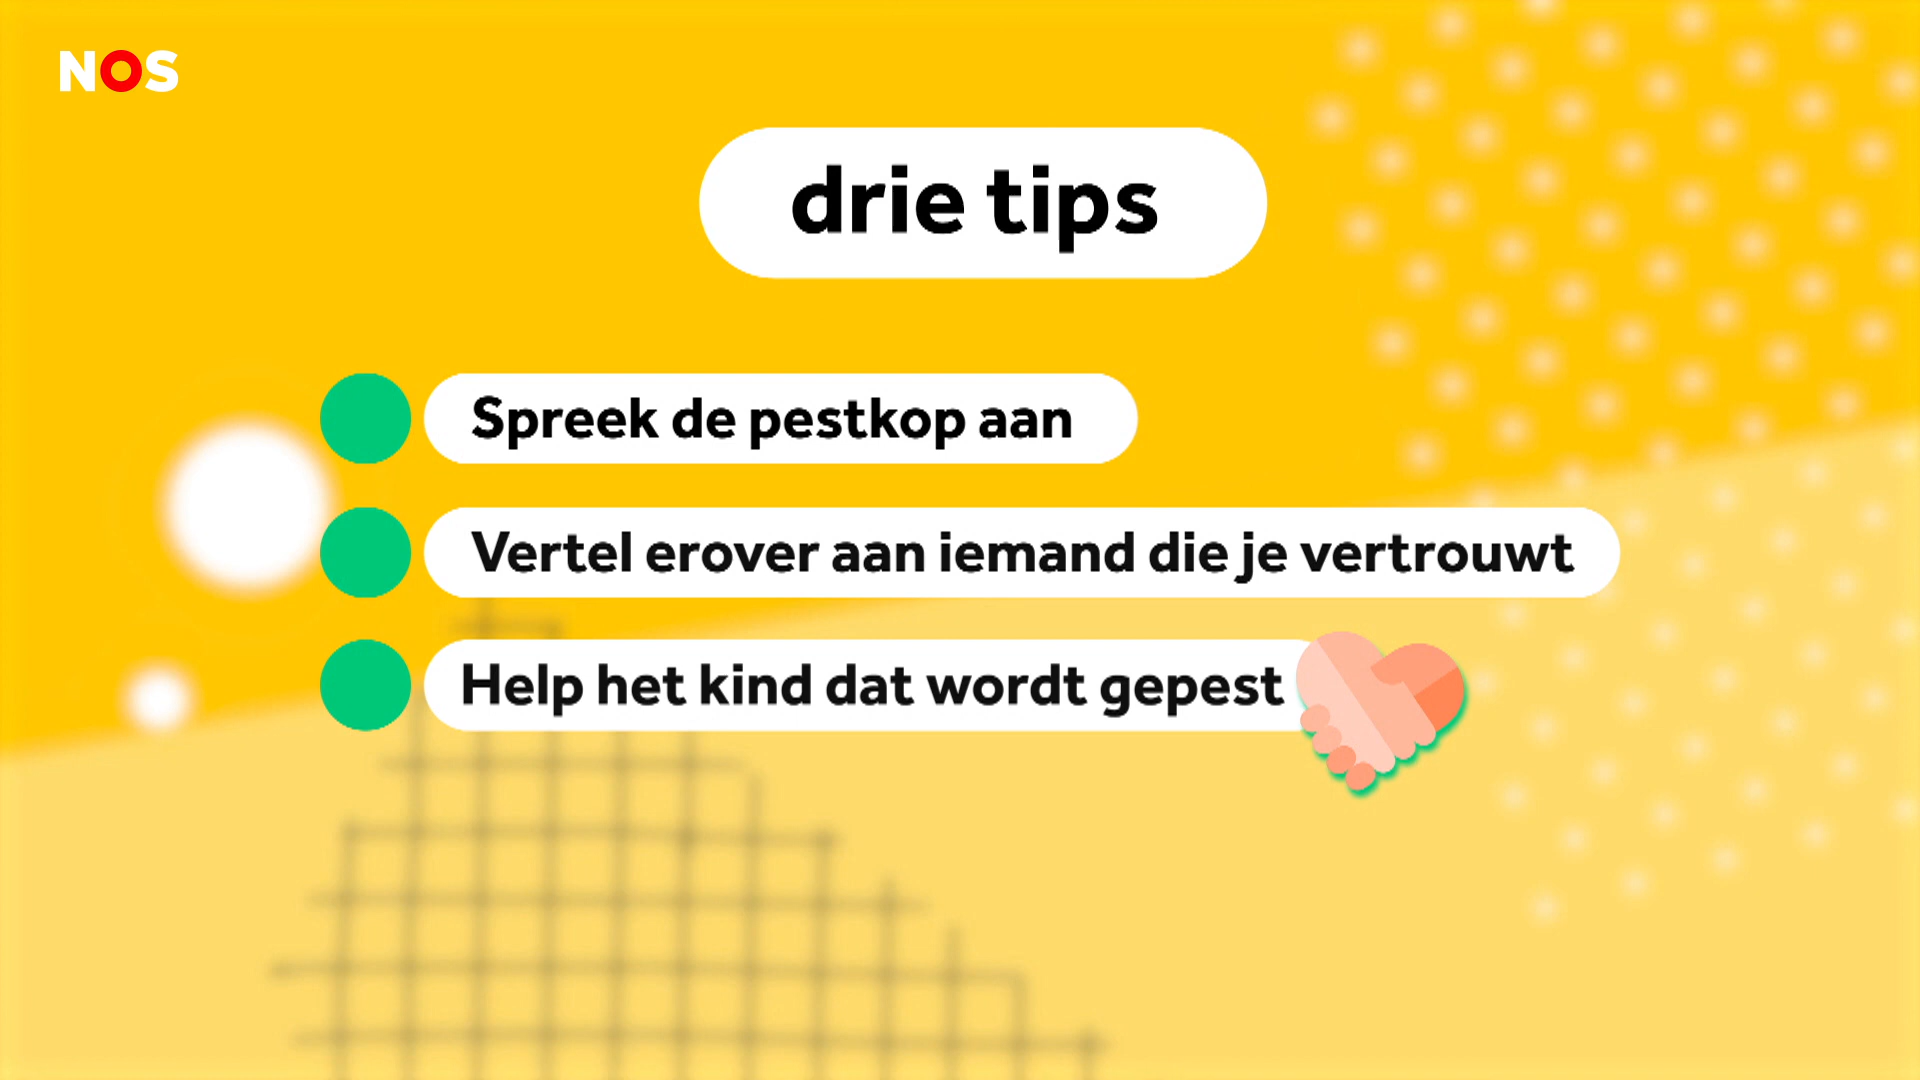 NOS
drie tips
Spreek de pestkop aan
Vertel erover aan iemand die je vertrouwt
Help het kind dat wordt gepest